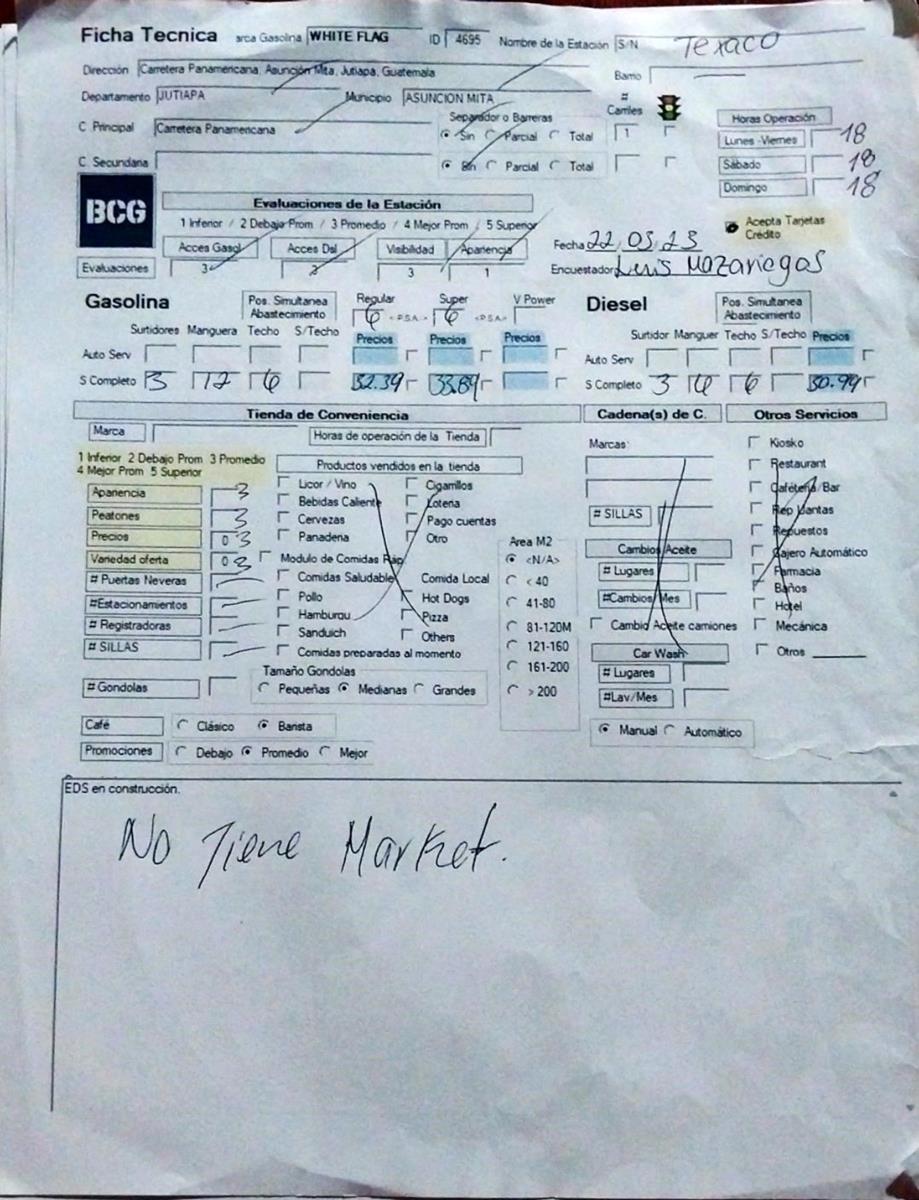 Ficha Tecnica arca Gasolina WHITE FLAG ID 4695 Nombre de la Estación S/N Texaco
Dirección Carretera Panamericana, Asunción Mita, Jutiapa, Guatemala Barrio
Departamento JUTIAPA Municipio ASUNCION MITA
C Principal Carretera Panamericana Separador o Barreras Sin Parcial Total # Carriles 1
C. Secundaria Sin Parcial Total
Horas Operación
Lunes -Viernes 18
Sábado 18
Domingo 18
BCG
Evaluaciones de la Estación
1 Inferior / 2 Debajo Prom / 3 Promedio / 4 Mejor Prom / 5 Superior
Acces Gasol Acces Dsl Visibilidad Apariencia
Evaluaciones 3 3 3 1
Acepta Tarjetas Crédito
Fecha 22,03,23
Encuestador Luis Mazariegos
Gasolina Pos. Simultanea Abastecimiento Regular 6 <P.S.A.> Super 6 <P.S.A.> V Power
Surtidores Manguera Techo S/Techo Precios Precios Precios
Auto Serv
S Completo 3 12 6 32.39 33.89
Diesel Pos. Simultanea Abastecimiento
Surtidor Manguer Techo S/Techo Precios
Auto Serv
S Completo 3 6 6 30.99
Tienda de Conveniencia
Marca Horas de operación de la Tienda
1 Inferior 2 Debajo Prom 3 Promedio
4 Mejor Prom 5 Superior
Apariencia 3
Peatones 3
Precios 0 3
Variedad oferta 0 3
# Puertas Neveras
#Estacionamientos
# Registradoras
# SILLAS
# Gondolas
Productos vendidos en la tienda
Licor / Vino Cigarrillos
Bebidas Caliente Loteria
Cervezas Pago cuentas
Panaderia Otro
Modulo de Comidas Ráp
Comidas Saludable Comida Local
Pollo Hot Dogs
Hamburgu Pizza
Sanduich Others
Comidas preparadas al momento
Tamaño Gondolas
Pequeñas Medianas Grandes
Area M2
<N/A>
< 40
41-80
81-120M
121-160
161-200
> 200
Café Clásico Barista
Promociones Debajo Promedio Mejor
Cadena(s) de C.
Marcas:
# SILLAS
Cambios Aceite
# Lugares
#Cambios/Mes
Cambio Aceite camiones
Car Wash
# Lugares
#Lav/Mes
Manual Automático
Otros Servicios
Kiosko
Restaurant
Cafeteria/Bar
Rep Llantas
Repuestos
Cajero Automático
Farmacia
Baños
Hotel
Mecánica
Otros
EDS en construcción.
No Tiene Market.